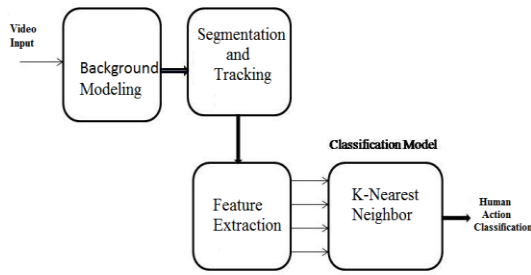 Video
Input
Background
Modeling
Segmentation
and
Tracking
Classification Model
Feature
Extraction
K-Nearest
Neighbor
Human
Action
Classification